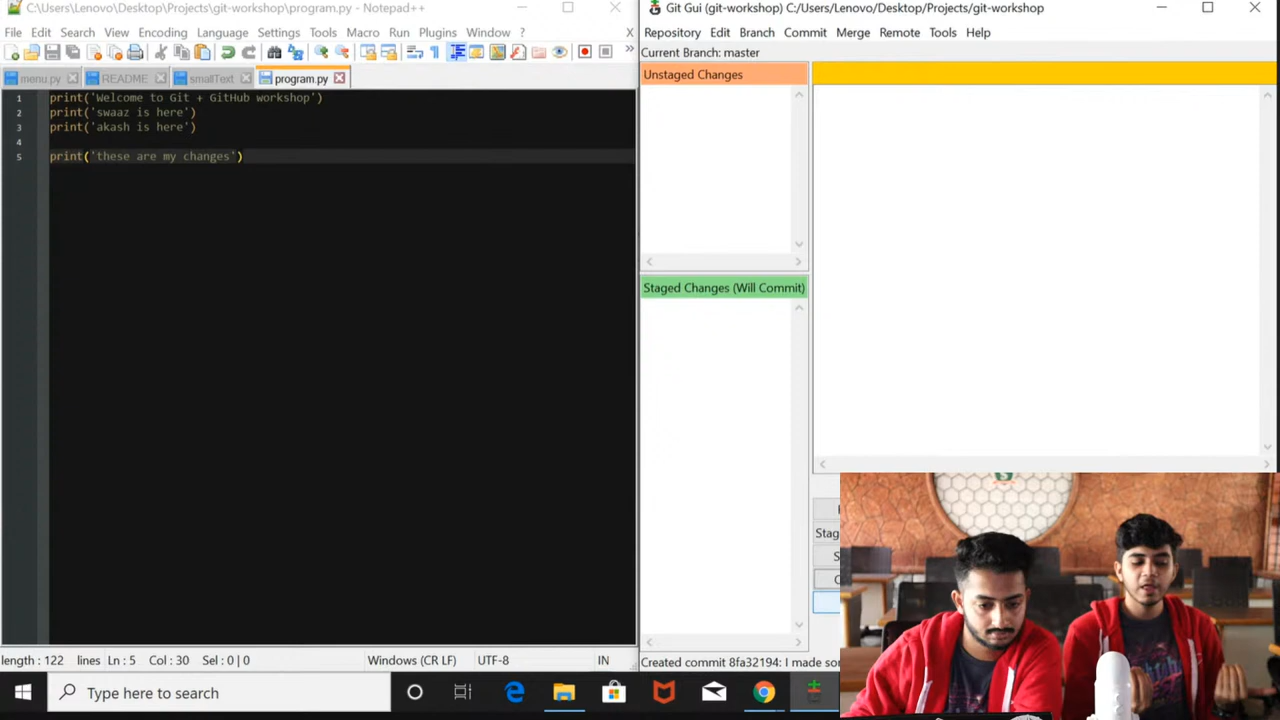 C:\Users\Lenovo\Desktop\Projects\git-workshop\program.py - Notepad++
File Edit Search View Encoding Language Settings Tools Macro Run Plugins Window ? X
menu.py README smallText program.py
1 print('Welcome to Git + GitHub workshop')
2 print('swaaz is here')
3 print('akash is here')
4
5 print('these are my changes')
length : 122 lines Ln : 5 Col : 30 Sel : 0 | 0 Windows (CR LF) UTF-8 IN
Git Gui (git-workshop) C:/Users/Lenovo/Desktop/Projects/git-workshop
Repository Edit Branch Commit Merge Remote Tools Help
Current Branch: master
Unstaged Changes
Staged Changes (Will Commit)
Stag
S
C
Created commit 8fa32194: I made so
Type here to search